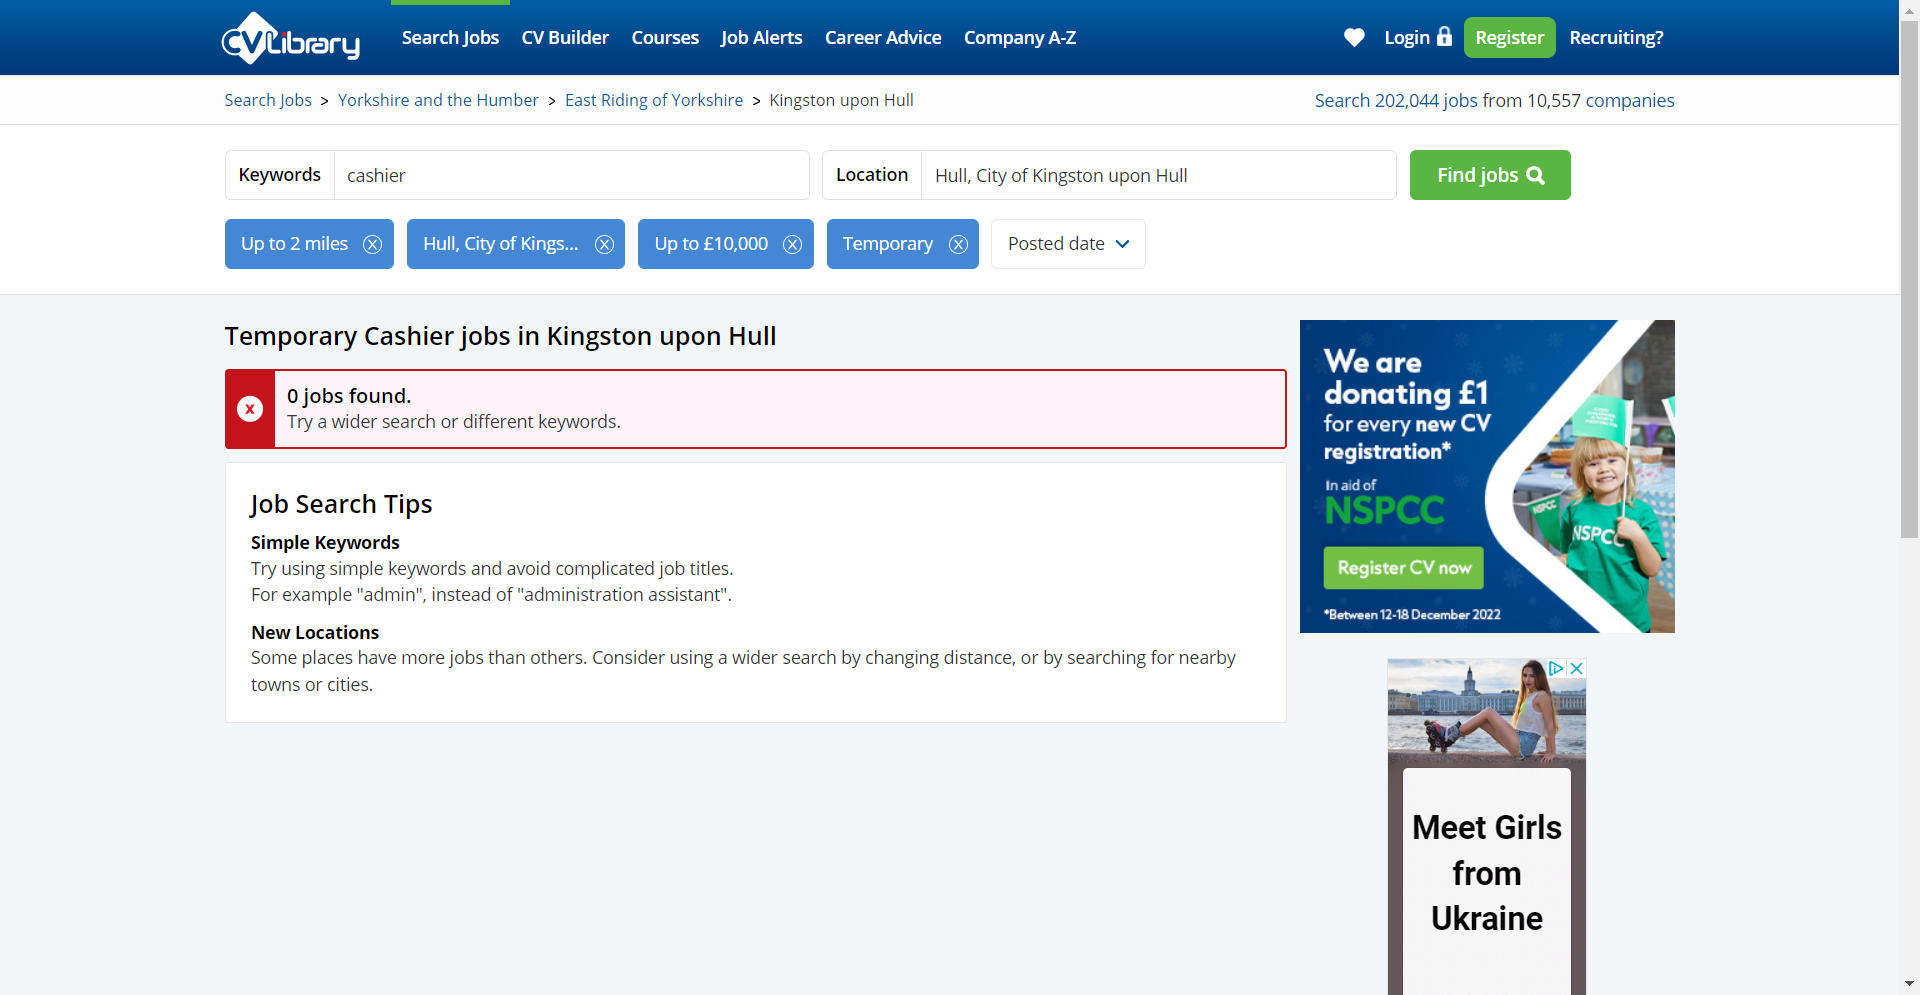 CVLibrary
Search Jobs CV Builder Courses Job Alerts Career Advice Company A-Z Login Register Recruiting?
Search Jobs > Yorkshire and the Humber > East Riding of Yorkshire > Kingston upon Hull
Search 202,044 jobs from 10,557 companies
Keywords cashier Location Hull, City of Kingston upon Hull Find jobs
Up to 2 miles Hull, City of Kings... Up to £10,000 Temporary Posted date
Temporary Cashier jobs in Kingston upon Hull
0 jobs found.
Try a wider search or different keywords.
Job Search Tips
Simple Keywords
Try using simple keywords and avoid complicated job titles.
For example "admin", instead of "administration assistant".
New Locations
Some places have more jobs than others. Consider using a wider search by changing distance, or by searching for nearby
towns or cities.
We are
donating £1
for every new CV
registration*
In aid of
NSPCC
Register CV now
*Between 12-18 December 2022
NSPCC
NSPCC
Meet Girls
from
Ukraine